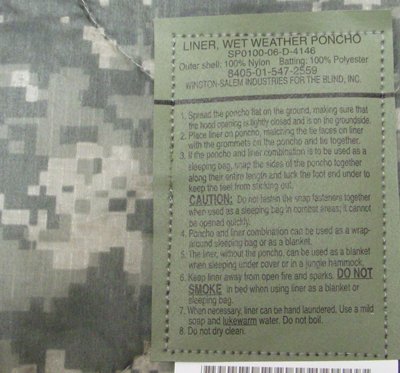 LINER, WET WEATHER PONCHO
SP0100-06-D-4146
Outer shell: 100% Nylon Batting: 100% Polyester
8405-01-547-2559
WINSTON-SALEM INDUSTRIES FOR THE BLIND, INC.
1. Spread the poncho flat on the ground, making sure that
the hood opening is tightly closed and is on the groundside.
2. Place liner on poncho, matching the tie faces on liner
with the grommets on the poncho and tie together.
3. If the poncho and liner combination is to be used as a
sleeping bag, snap the sides of the poncho together
along their entire length and tuck the foot end under to
keep the feet from sticking out.
CAUTION: Do not fasten the snap fasteners together
when used as a sleeping bag in combat areas; it cannot
be opened quickly.
4. Poncho and liner combination can be used as a wrap-
around sleeping bag or as a blanket.
5. The liner, without the poncho, can be used as a blanket
when sleeping under cover or in a jungle hammock.
6. Keep liner away from open fire and sparks. DO NOT
SMOKE in bed when using liner as a blanket or
sleeping bag.
7. When necessary, liner can be hand laundered. Use a mild
soap and lukewarm water. Do not boil.
8. Do not dry clean.